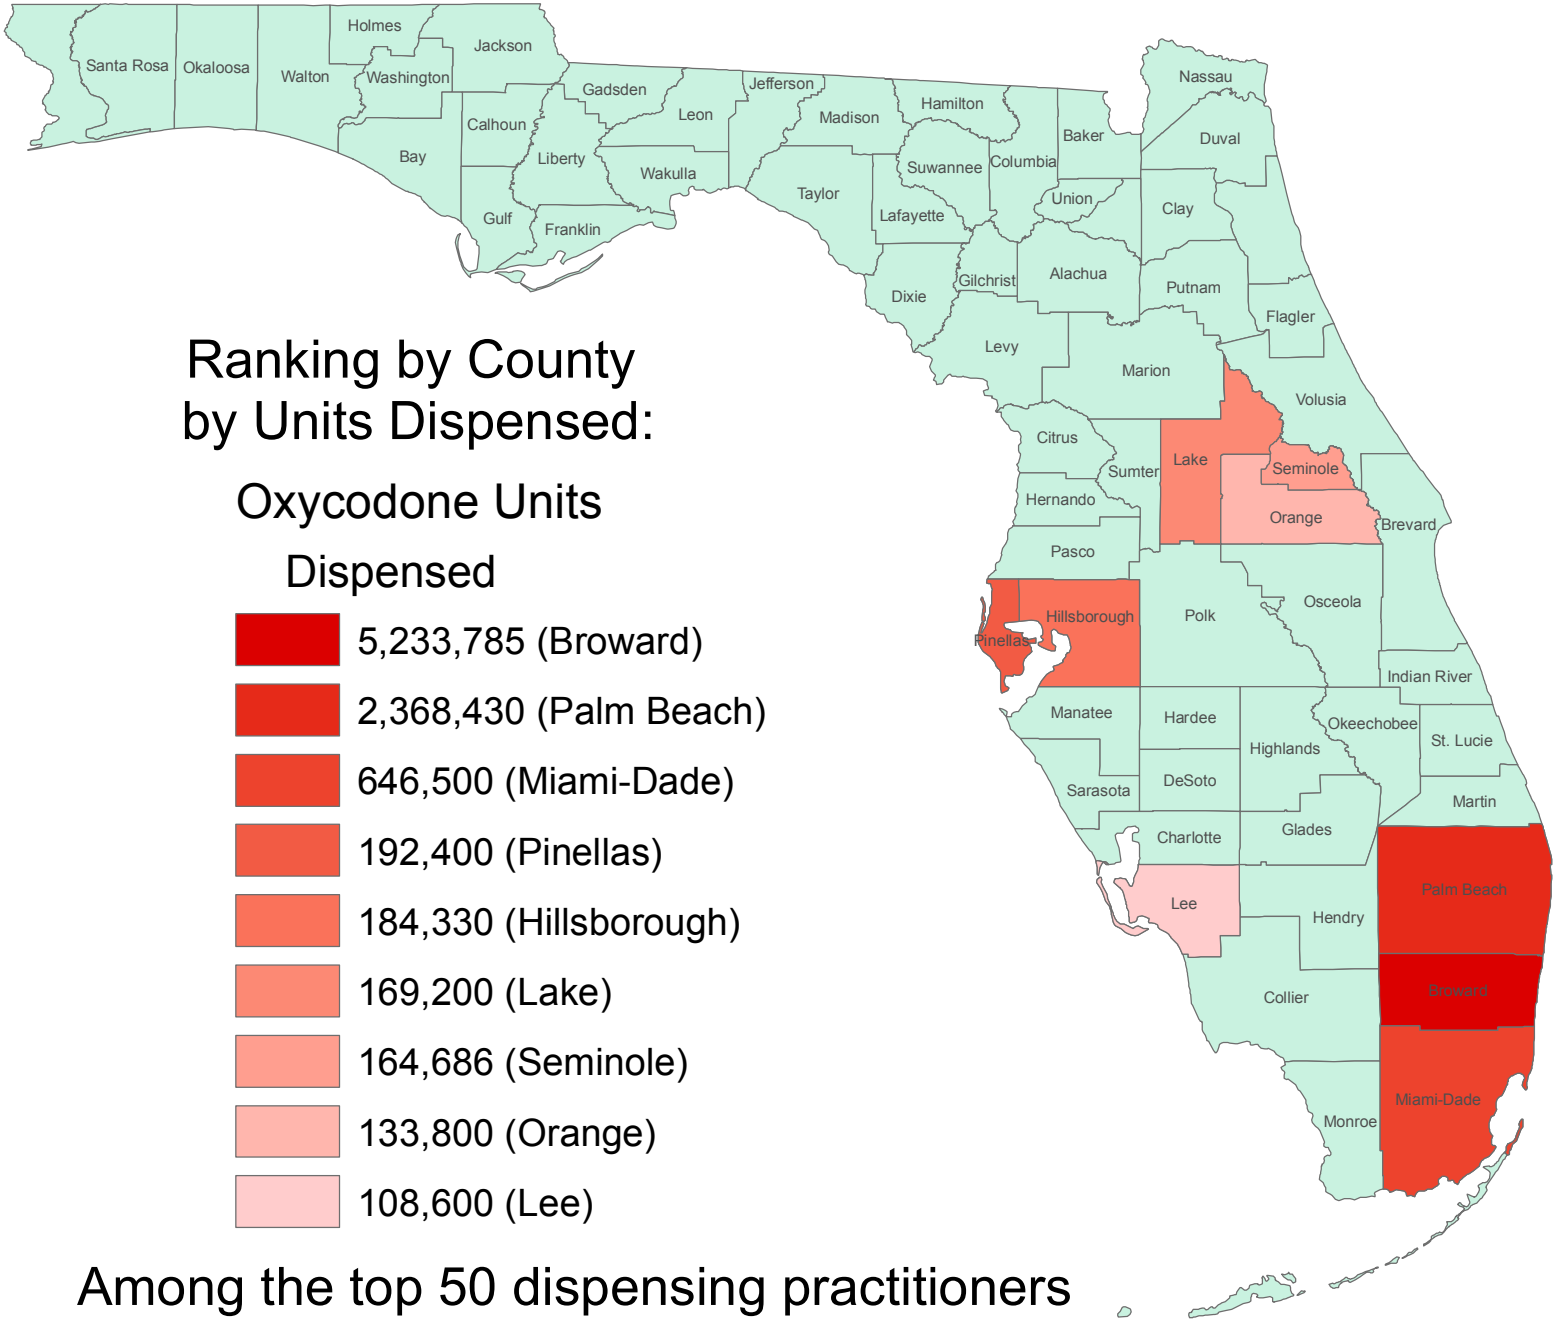 Holmes
Jackson
Santa Rosa
Okaloosa
Walton
Washington
Nassau
Gadsden
Jefferson
Leon
Madison
Hamilton
Calhoun
Baker
Duval
Bay
Liberty
Wakulla
Suwannee
Columbia
Taylor
Union
Clay
Gulf
Franklin
Lafayette
Alachua
Gilchrist
Putnam
Dixie
Flagler
Levy
Marion
Volusia
Citrus
Sumter
Lake
Seminole
Hernando
Orange
Brevard
Pasco
Osceola
Polk
Hillsborough
Pinellas
Indian River
Manatee
Hardee
Okeechobee
Highlands
St. Lucie
DeSoto
Sarasota
Martin
Charlotte
Glades
Palm Beach
Lee
Hendry
Broward
Collier
Miami-Dade
Monroe
Ranking by County
by Units Dispensed:
Oxycodone Units
Dispensed
5,233,785 (Broward)
2,368,430 (Palm Beach)
646,500 (Miami-Dade)
192,400 (Pinellas)
184,330 (Hillsborough)
169,200 (Lake)
164,686 (Seminole)
133,800 (Orange)
108,600 (Lee)
Among the top 50 dispensing practitioners